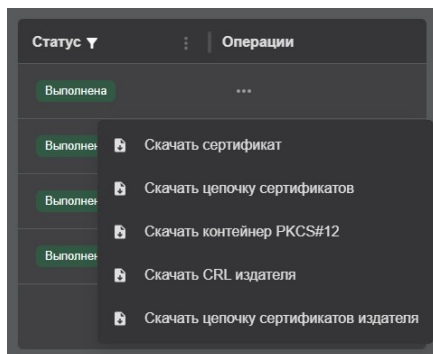 Статус Операции
Выполнена
Скачать сертификат
Скачать цепочку сертификатов
Скачать контейнер PKCS#12
Скачать CRL издателя
Скачать цепочку сертификатов издателя